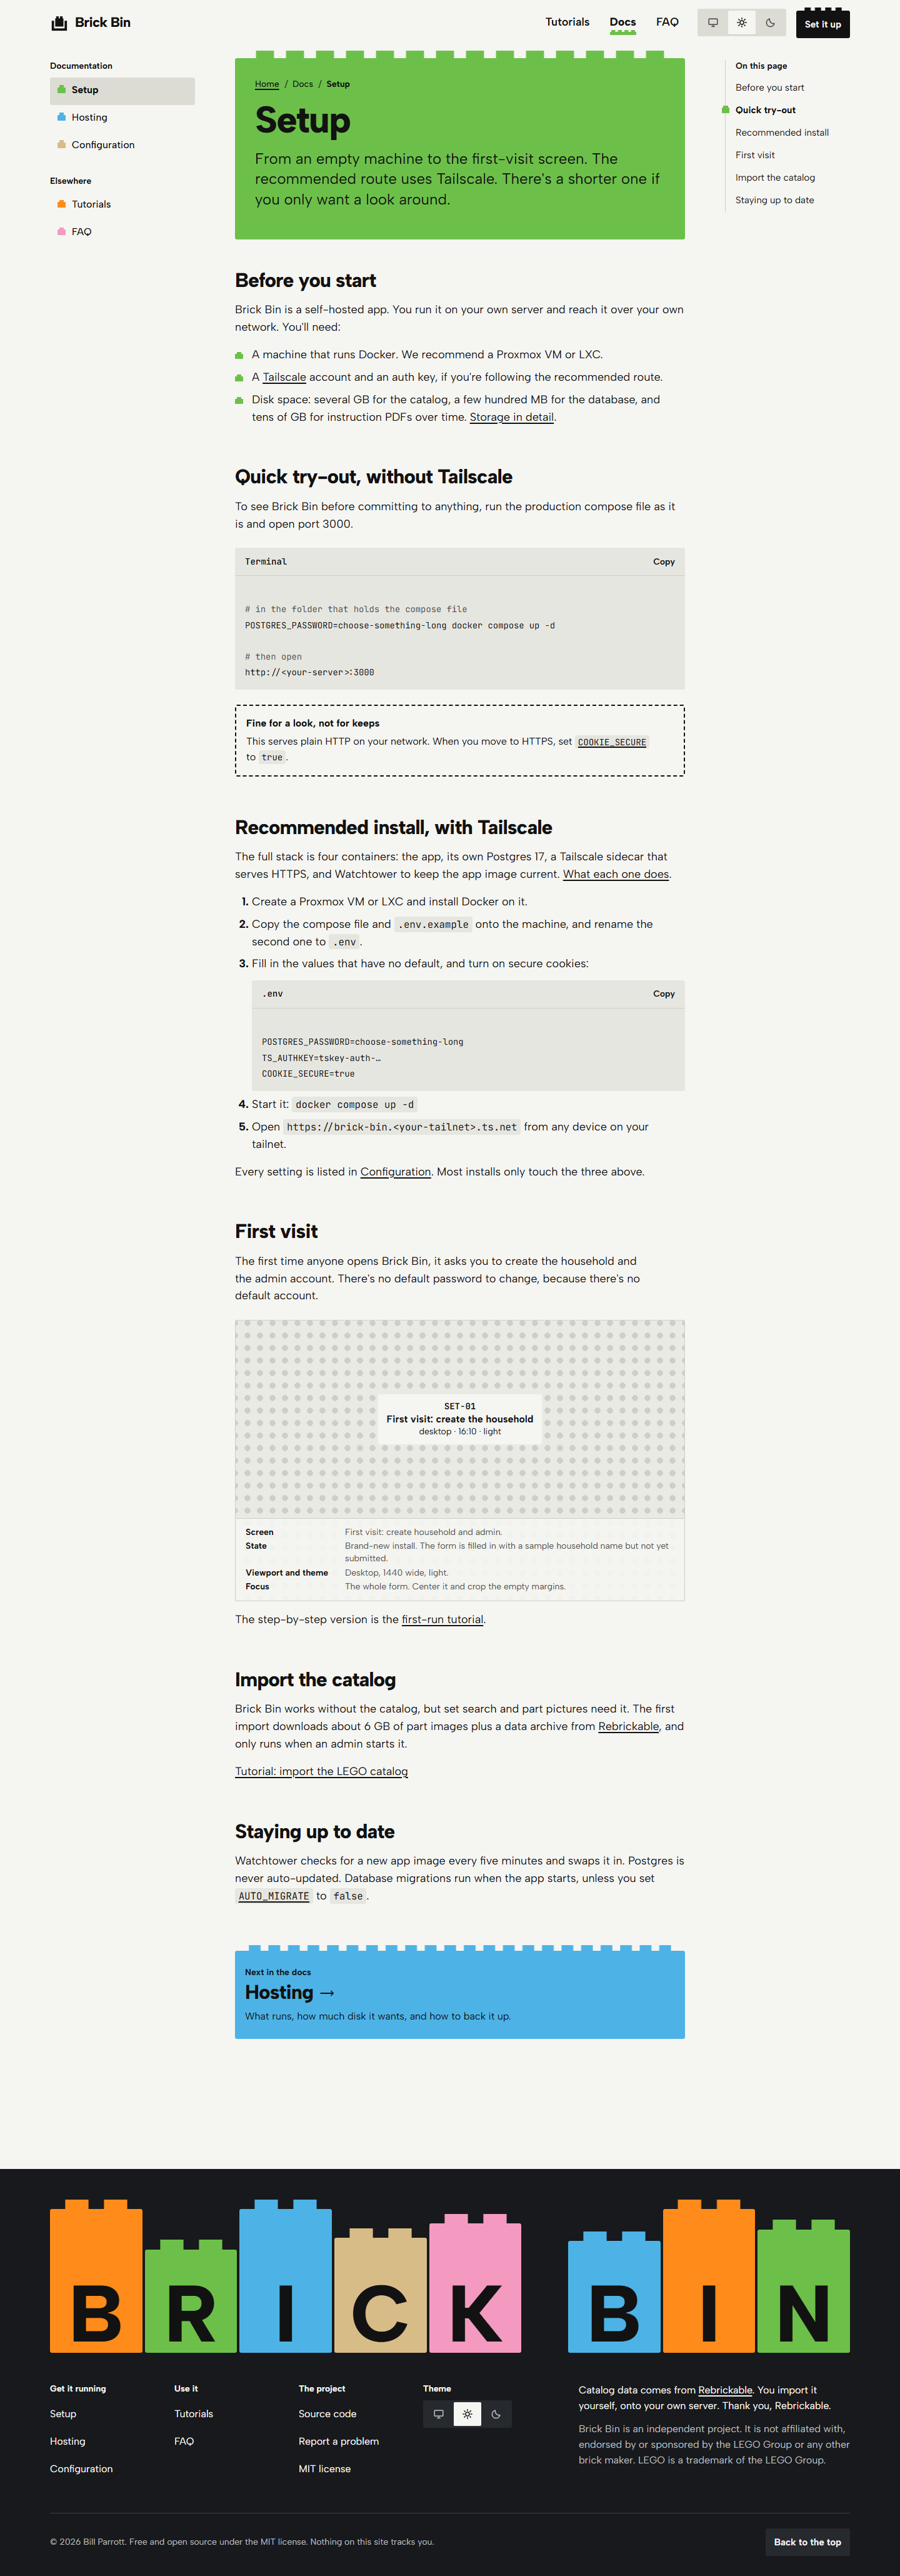 Brick Bin
Tutorials
Docs
FAQ
Set it up
Documentation
Setup
Hosting
Configuration
Elsewhere
Tutorials
FAQ
Home / Docs / Setup
Setup
From an empty machine to the first-visit screen. The
recommended route uses Tailscale. There's a shorter one if
you only want a look around.
On this page
Before you start
Quick try-out
Recommended install
First visit
Import the catalog
Staying up to date
Before you start
Brick Bin is a self-hosted app. You run it on your own server and reach it over your own
network. You'll need:
A machine that runs Docker. We recommend a Proxmox VM or LXC.
A Tailscale account and an auth key, if you're following the recommended route.
Disk space: several GB for the catalog, a few hundred MB for the database, and
tens of GB for instruction PDFs over time. Storage in detail.
Quick try-out, without Tailscale
To see Brick Bin before committing to anything, run the production compose file as it
is and open port 3000.
Terminal
Copy
# in the folder that holds the compose file
POSTGRES_PASSWORD=choose-something-long docker compose up -d
# then open
http://<your-server>:3000
Fine for a look, not for keeps
This serves plain HTTP on your network. When you move to HTTPS, set COOKIE_SECURE
to true.
Recommended install, with Tailscale
The full stack is four containers: the app, its own Postgres 17, a Tailscale sidecar that
serves HTTPS, and Watchtower to keep the app image current. What each one does.
1. Create a Proxmox VM or LXC and install Docker on it.
2. Copy the compose file and .env.example onto the machine, and rename the
second one to .env.
3. Fill in the values that have no default, and turn on secure cookies:
.env
Copy
POSTGRES_PASSWORD=choose-something-long
TS_AUTHKEY=tskey-auth-…
COOKIE_SECURE=true
4. Start it: docker compose up -d
5. Open https://brick-bin.<your-tailnet>.ts.net from any device on your
tailnet.
Every setting is listed in Configuration. Most installs only touch the three above.
First visit
The first time anyone opens Brick Bin, it asks you to create the household and
the admin account. There's no default password to change, because there's no
default account.
SET-01
First visit: create the household
desktop · 16:10 · light
Screen First visit: create household and admin.
State Brand-new install. The form is filled in with a sample household name but not yet
submitted.
Viewport and theme Desktop, 1440 wide, light.
Focus The whole form. Center it and crop the empty margins.
The step-by-step version is the first-run tutorial.
Import the catalog
Brick Bin works without the catalog, but set search and part pictures need it. The first
import downloads about 6 GB of part images plus a data archive from Rebrickable, and
only runs when an admin starts it.
Tutorial: import the LEGO catalog
Staying up to date
Watchtower checks for a new app image every five minutes and swaps it in. Postgres is
never auto-updated. Database migrations run when the app starts, unless you set
AUTO_MIGRATE to false.
Next in the docs
Hosting →
What runs, how much disk it wants, and how to back it up.
BRICK BIN
Get it running
Setup
Hosting
Configuration
Use it
Tutorials
FAQ
The project
Source code
Report a problem
MIT license
Theme
Catalog data comes from Rebrickable. You import it
yourself, onto your own server. Thank you, Rebrickable.
Brick Bin is an independent project. It is not affiliated with,
endorsed by or sponsored by the LEGO Group or any other
brick maker. LEGO is a trademark of the LEGO Group.
© 2026 Bill Parrott. Free and open source under the MIT license. Nothing on this site tracks you.
Back to the top